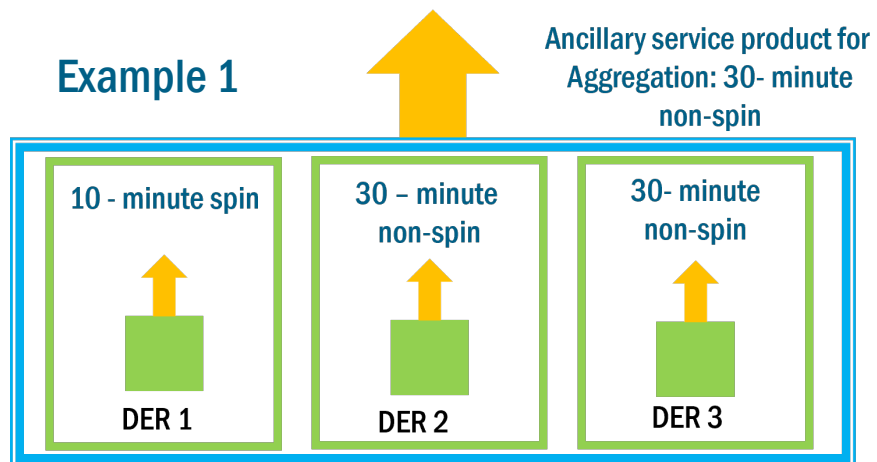 Example 1
Ancillary service product for
Aggregation: 30- minute
non-spin
10 - minute spin
DER 1
30 – minute
non-spin
DER 2
30- minute
non-spin
DER 3